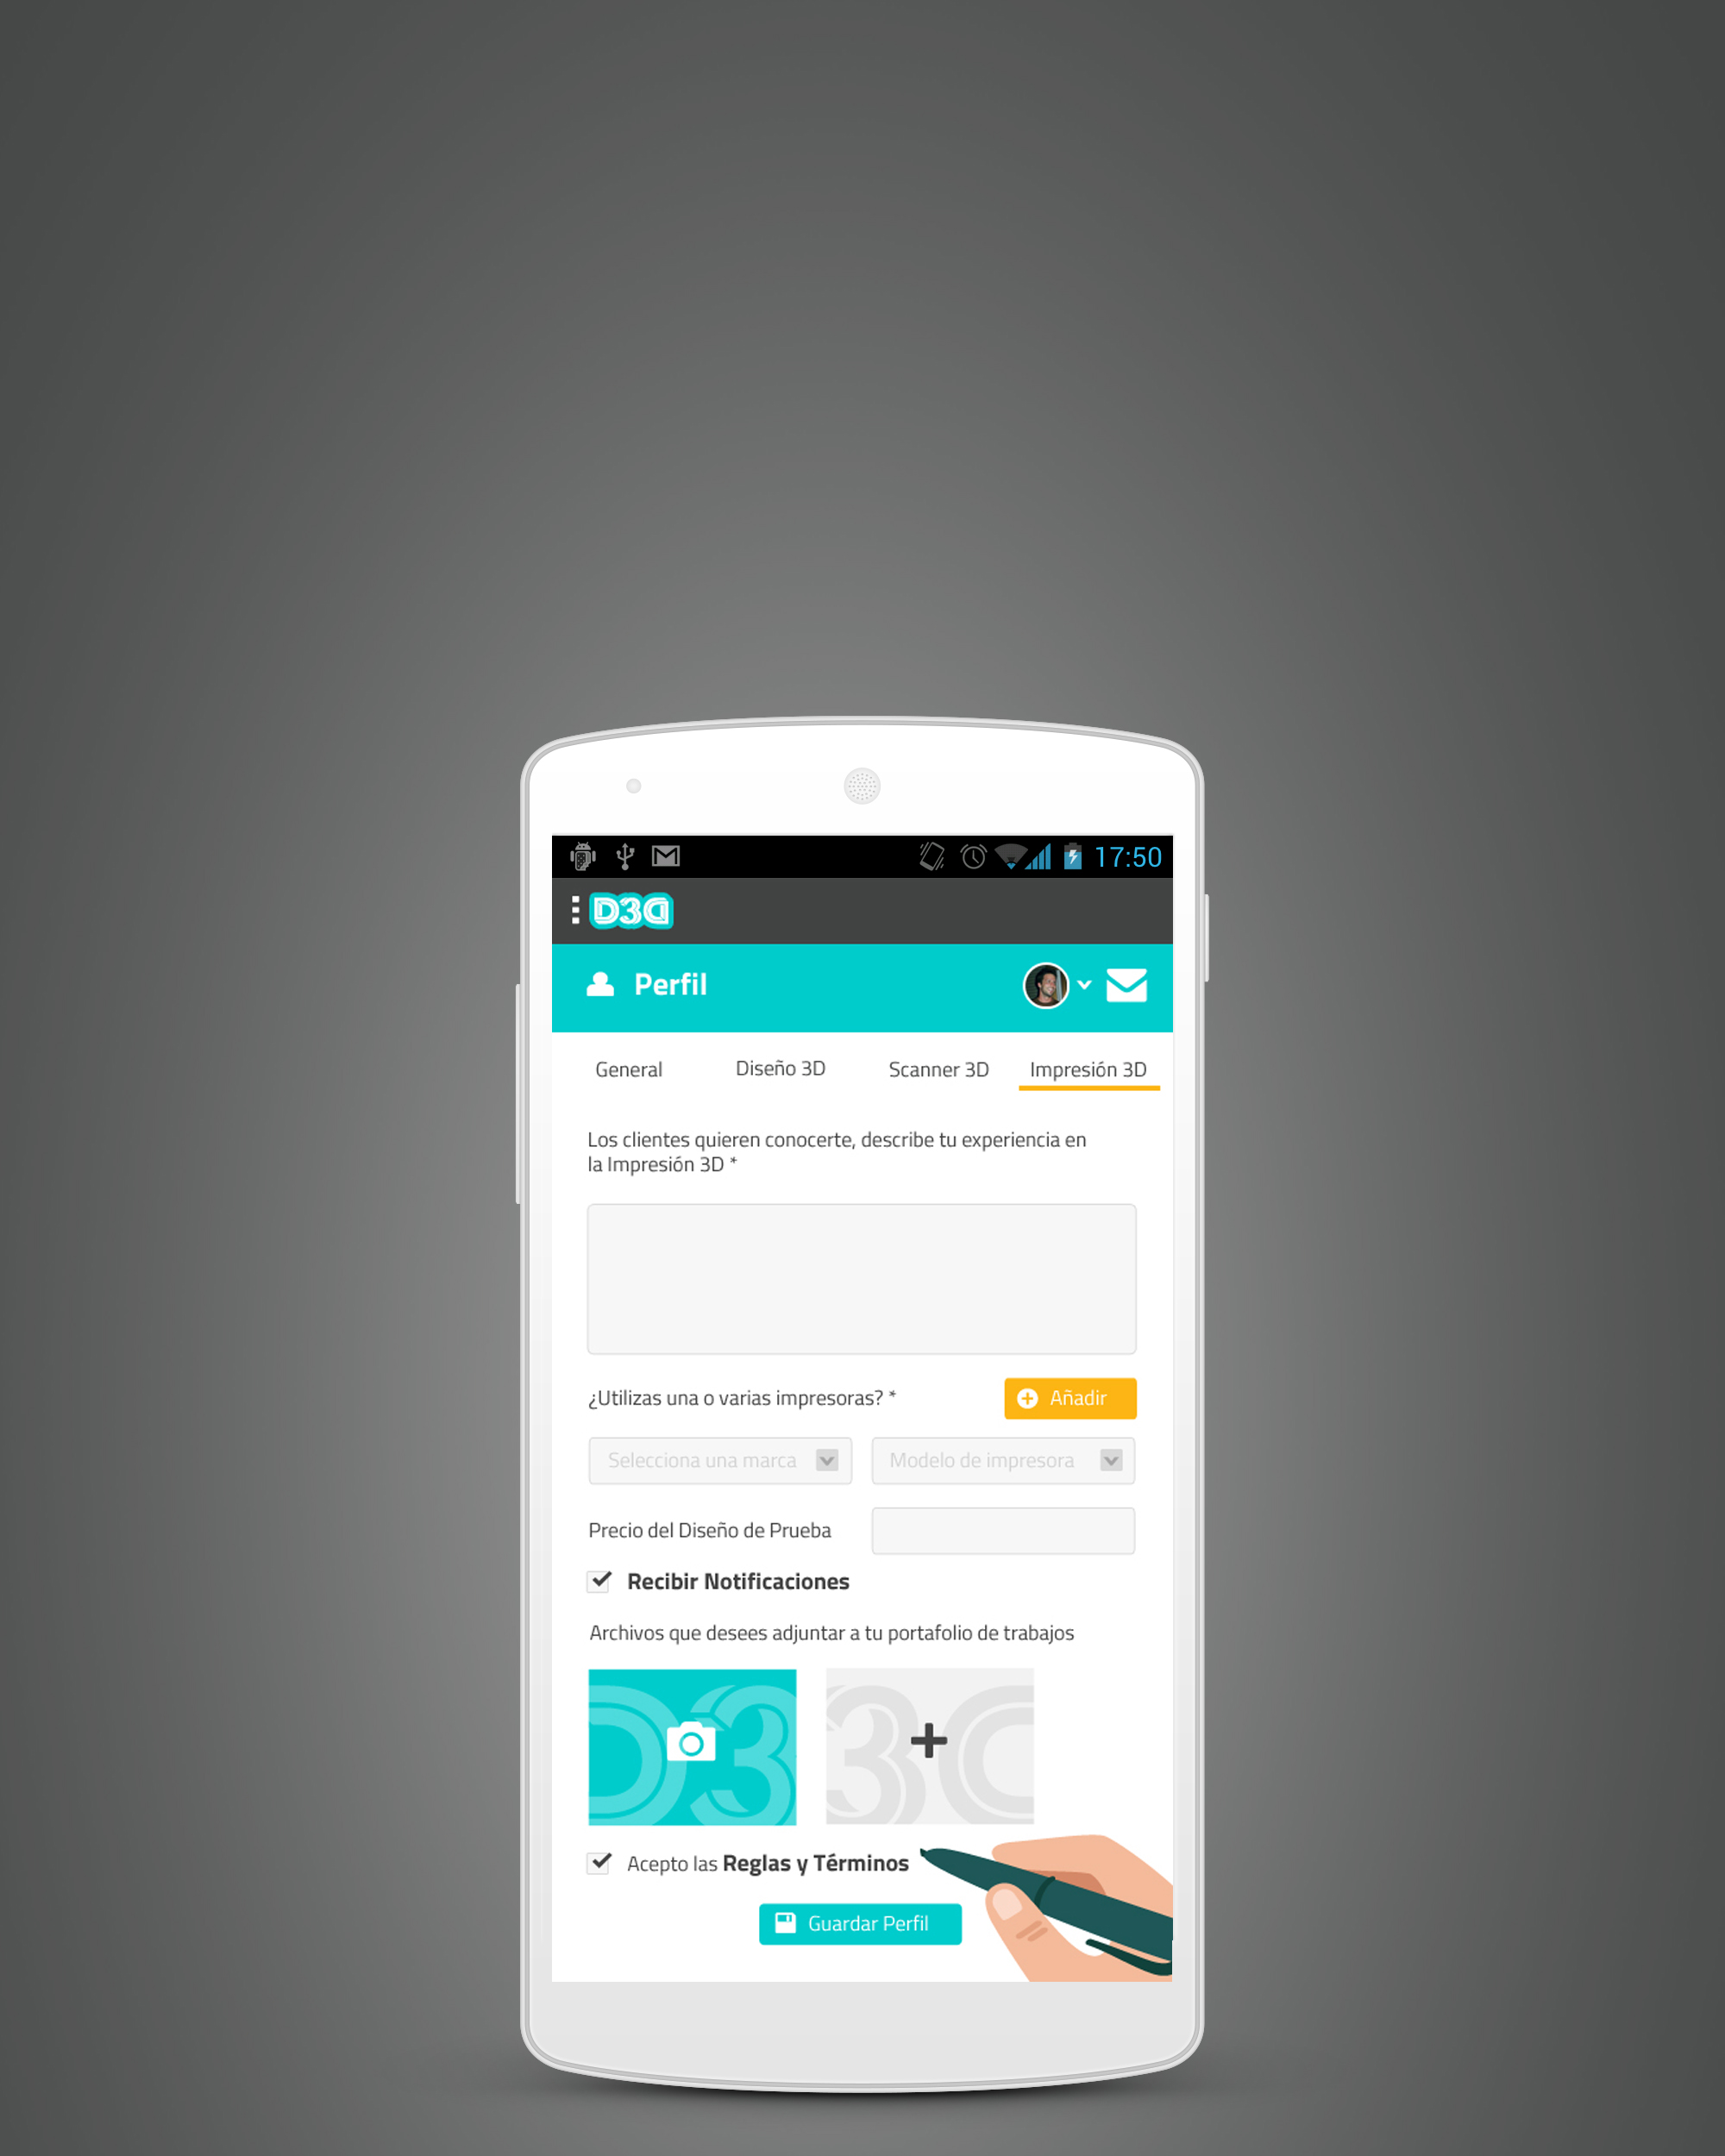 17:50
D3D
Perfil
General Diseño 3D Scanner 3D Impresión 3D
Los clientes quieren conocerte, describe tu experiencia en
la Impresión 3D *
¿Utilizas una o varias impresoras? * Añadir
Selecciona una marca Modelo de impresora
Precio del Diseño de Prueba
Recibir Notificaciones
Archivos que desees adjuntar a tu portafolio de trabajos
D3 3D
Acepto las Reglas y Términos
Guardar Perfil